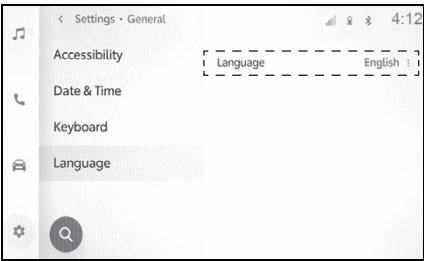 Settings • General
4:12
Accessibility
Language
English
Date & Time
Keyboard
Language